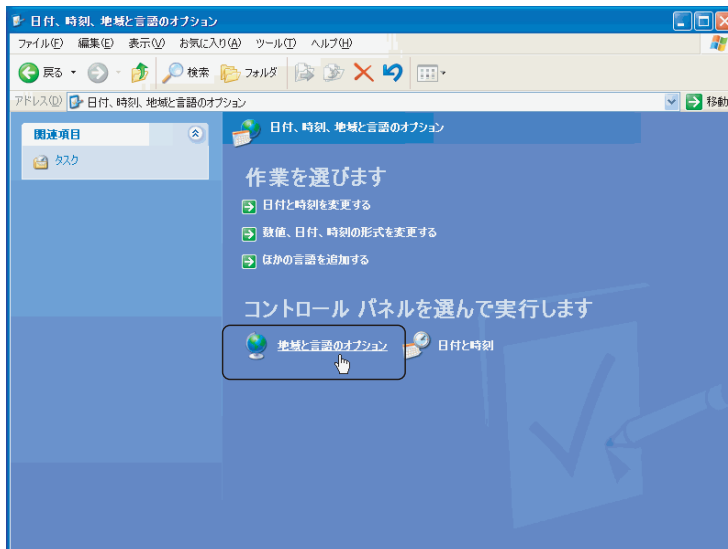 日付、時刻、地域と言語のオプション
ファイル(F) 編集(E) 表示(V) お気に入り(A) ツール(T) ヘルプ(H)
戻る 検索 フォルダ
アドレス(D) 日付、時刻、地域と言語のオプション 移動
関連項目
タスク
日付、時刻、地域と言語のオプション
作業を選びます
日付と時刻を変更する
数値、日付、時刻の形式を変更する
ほかの言語を追加する
コントロール パネルを選んで実行します
地域と言語のオプション 日付と時刻